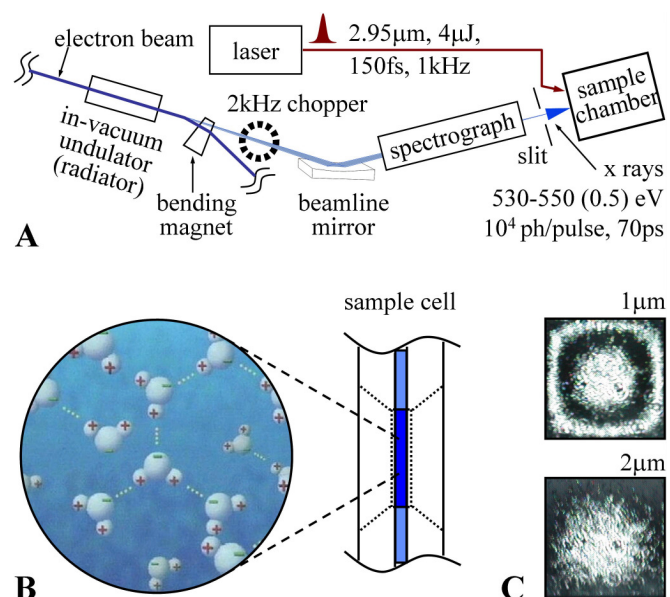 electron beam
laser
2.95μm, 4μJ,
150fs, 1kHz
sample
chamber
2kHz chopper
in-vacuum
undulator
(radiator)
spectrograph
slit
bending
magnet
beamline
mirror
x rays
530-550 (0.5) eV
10⁴ ph/pulse, 70ps
A
sample cell
1μm
2μm
B
C